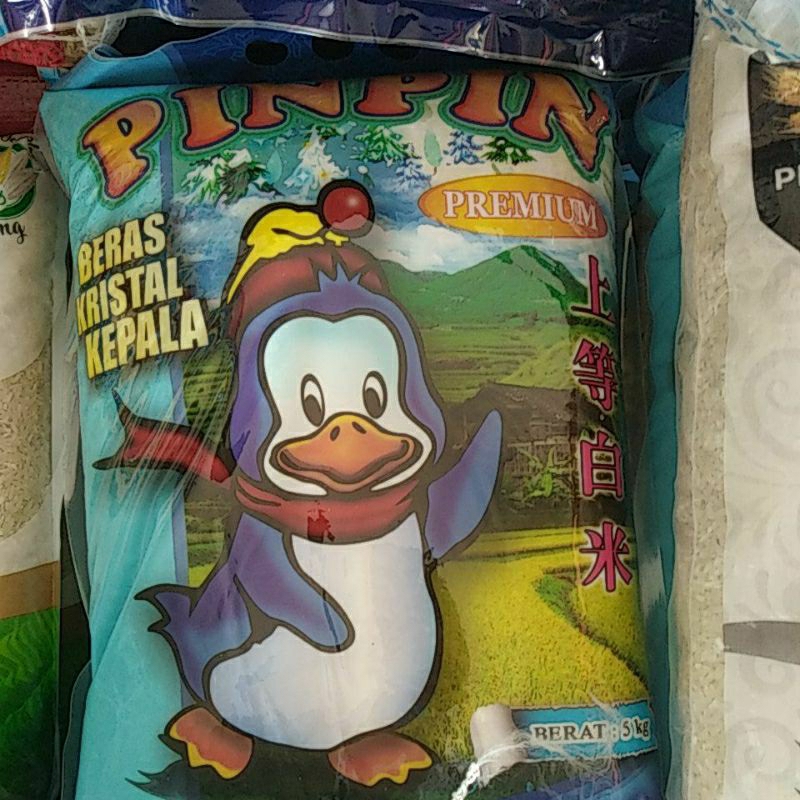 PINPIN
PREMIUM
BERAS
KRISTAL
KEPALA
上等白米
BERAT : 5 kg